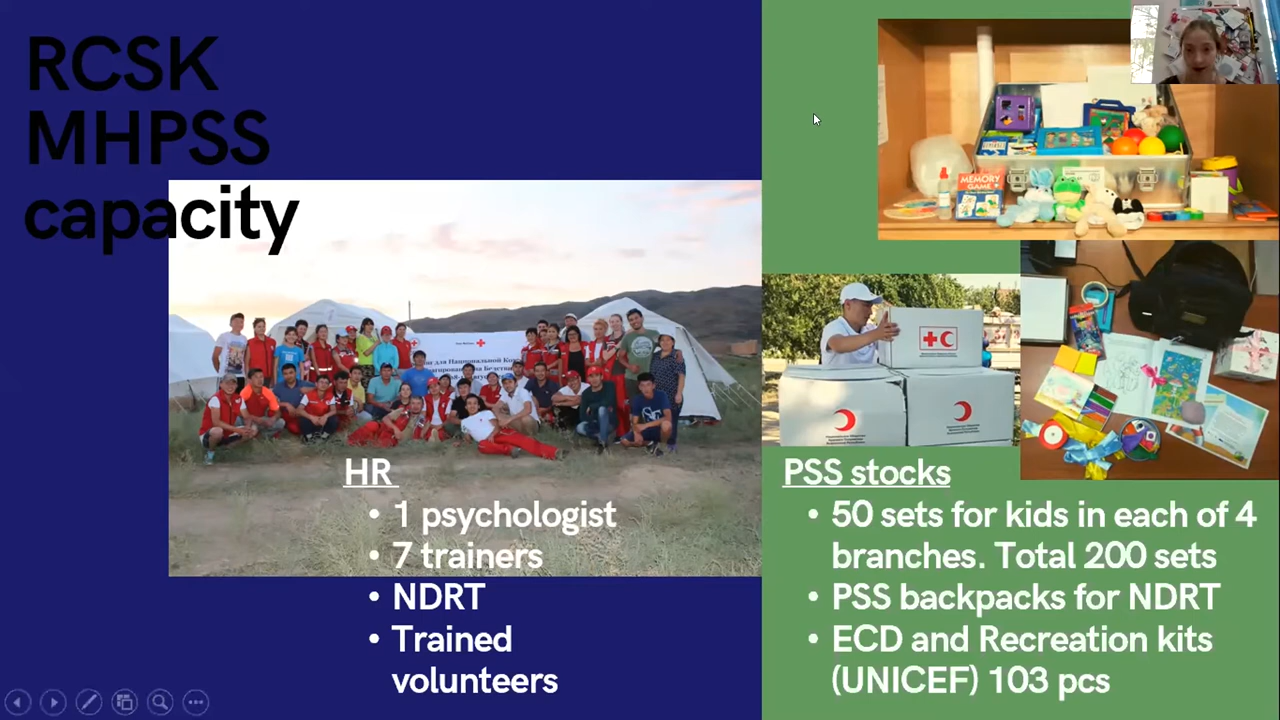 RCSK
MHPSS
capacity
HR
• 1 psychologist
• 7 trainers
• NDRT
• Trained
volunteers
MEMORY
GAME
PSS stocks
• 50 sets for kids in each of 4
branches. Total 200 sets
• PSS backpacks for NDRT
• ECD and Recreation kits
(UNICEF) 103 pcs